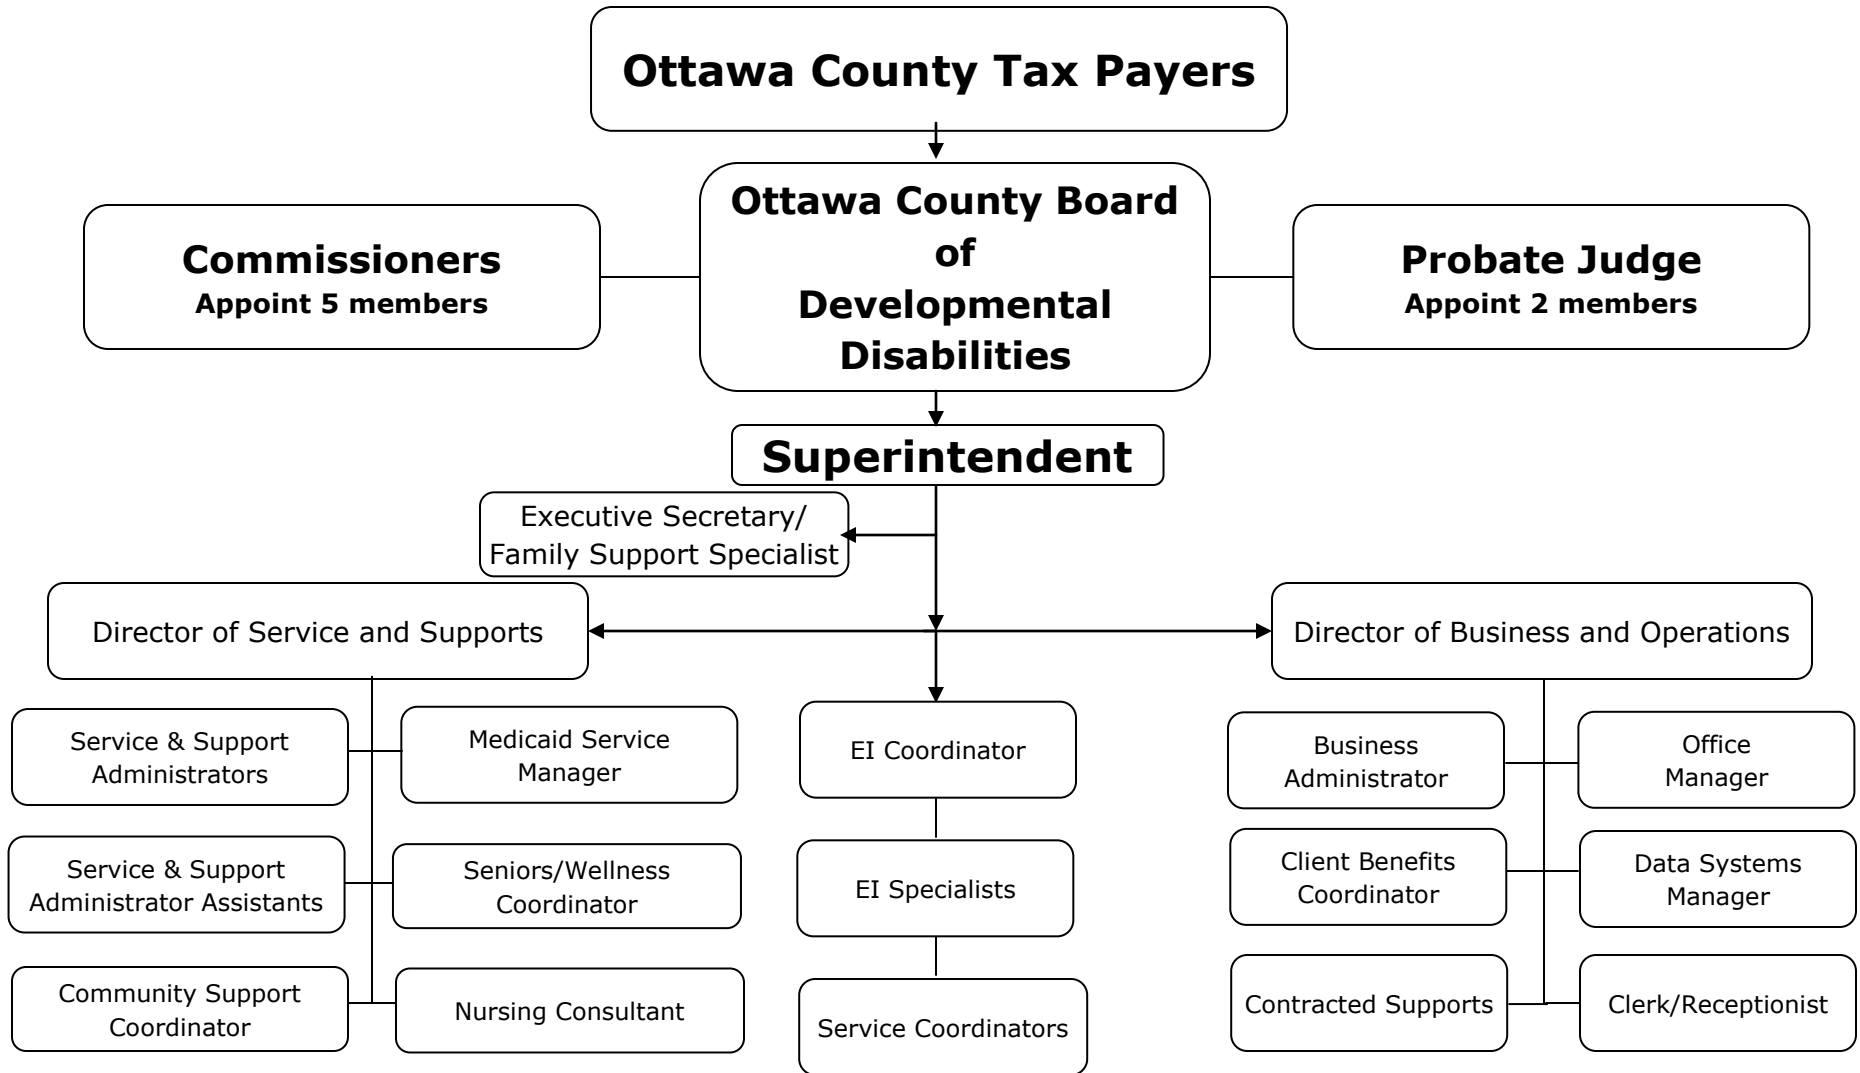 Ottawa County Tax Payers
Ottawa County Board
of
Developmental
Disabilities
Commissioners
Appoint 5 members
Probate Judge
Appoint 2 members
Superintendent
Executive Secretary/
Family Support Specialist
Director of Service and Supports
Director of Business and Operations
Service & Support
Administrators
Medicaid Service
Manager
EI Coordinator
Business
Administrator
Office
Manager
Service & Support
Administrator Assistants
Seniors/Wellness
Coordinator
EI Specialists
Client Benefits
Coordinator
Data Systems
Manager
Community Support
Coordinator
Nursing Consultant
Service Coordinators
Contracted Supports
Clerk/Receptionist